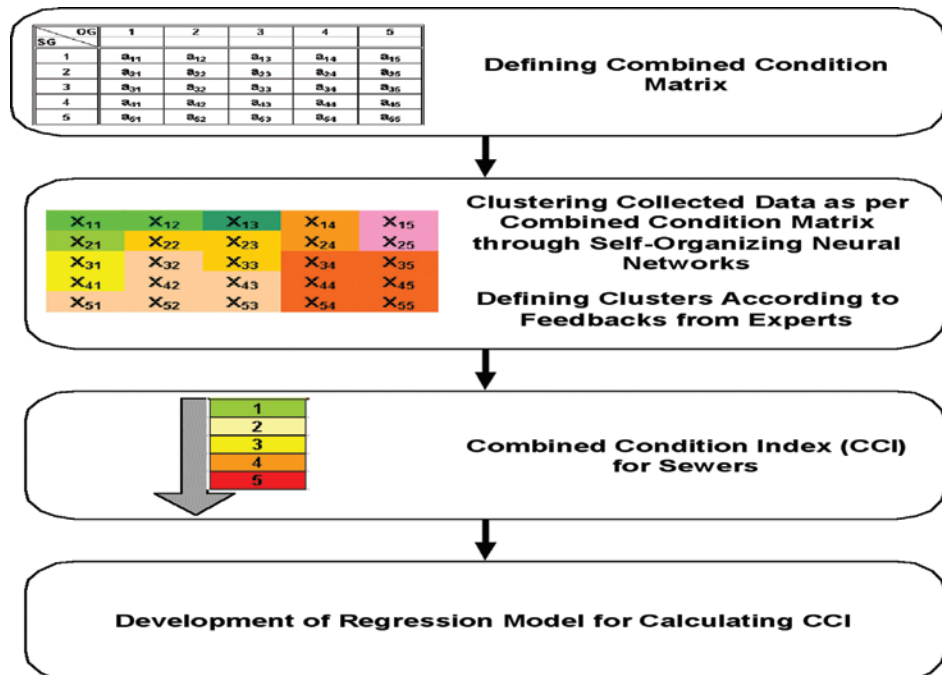 OG 1 2 3 4 5
SG
1 a11 a12 a13 a14 a15
2 a21 a22 a23 a24 a25
3 a31 a32 a33 a34 a35
4 a41 a42 a43 a44 a45
5 a51 a52 a53 a54 a55
Defining Combined Condition
Matrix
X11 X12 X13 X14 X15
X21 X22 X23 X24 X25
X31 X32 X33 X34 X35
X41 X42 X43 X44 X45
X51 X52 X53 X54 X55
Clustering Collected Data as per
Combined Condition Matrix
through Self-Organizing Neural
Networks
Defining Clusters According to
Feedbacks from Experts
1
2
3
4
5
Combined Condition Index (CCI)
for Sewers
Development of Regression Model for Calculating CCI